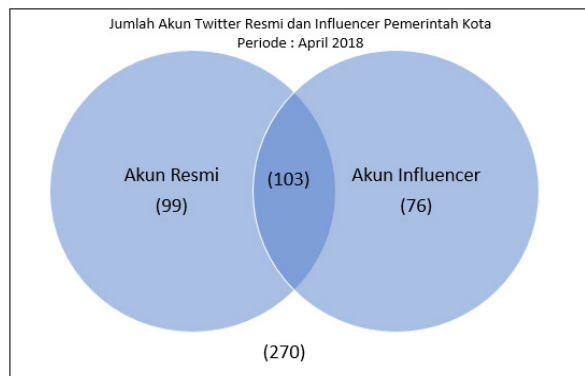 Jumlah Akun Twitter Resmi dan Influencer Pemerintah Kota
Periode : April 2018
Akun Resmi
(99)
(103)
Akun Influencer
(76)
(270)